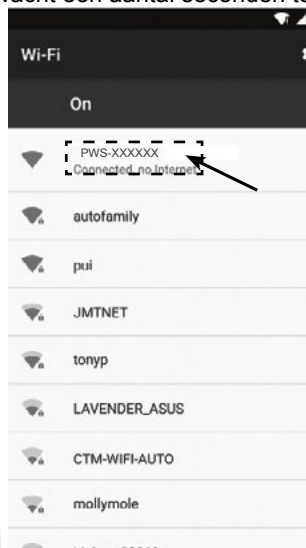 Wi-Fi
On
PWS-XXXXXX
Connected, no Internet
autofamily
pui
JMTNET
tonyp
LAVENDER_ASUS
CTM-WIFI-AUTO
mollymole